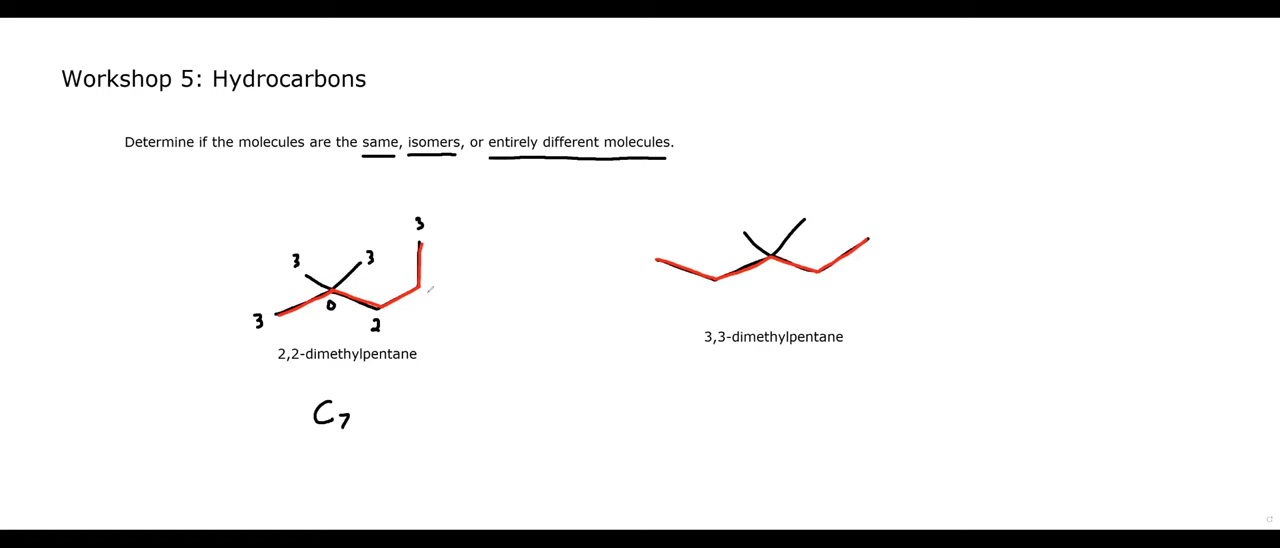 Workshop 5: Hydrocarbons
Determine if the molecules are the same, isomers, or entirely different molecules.
3
3 3
3 0 2
2,2-dimethylpentane
3,3-dimethylpentane
C7